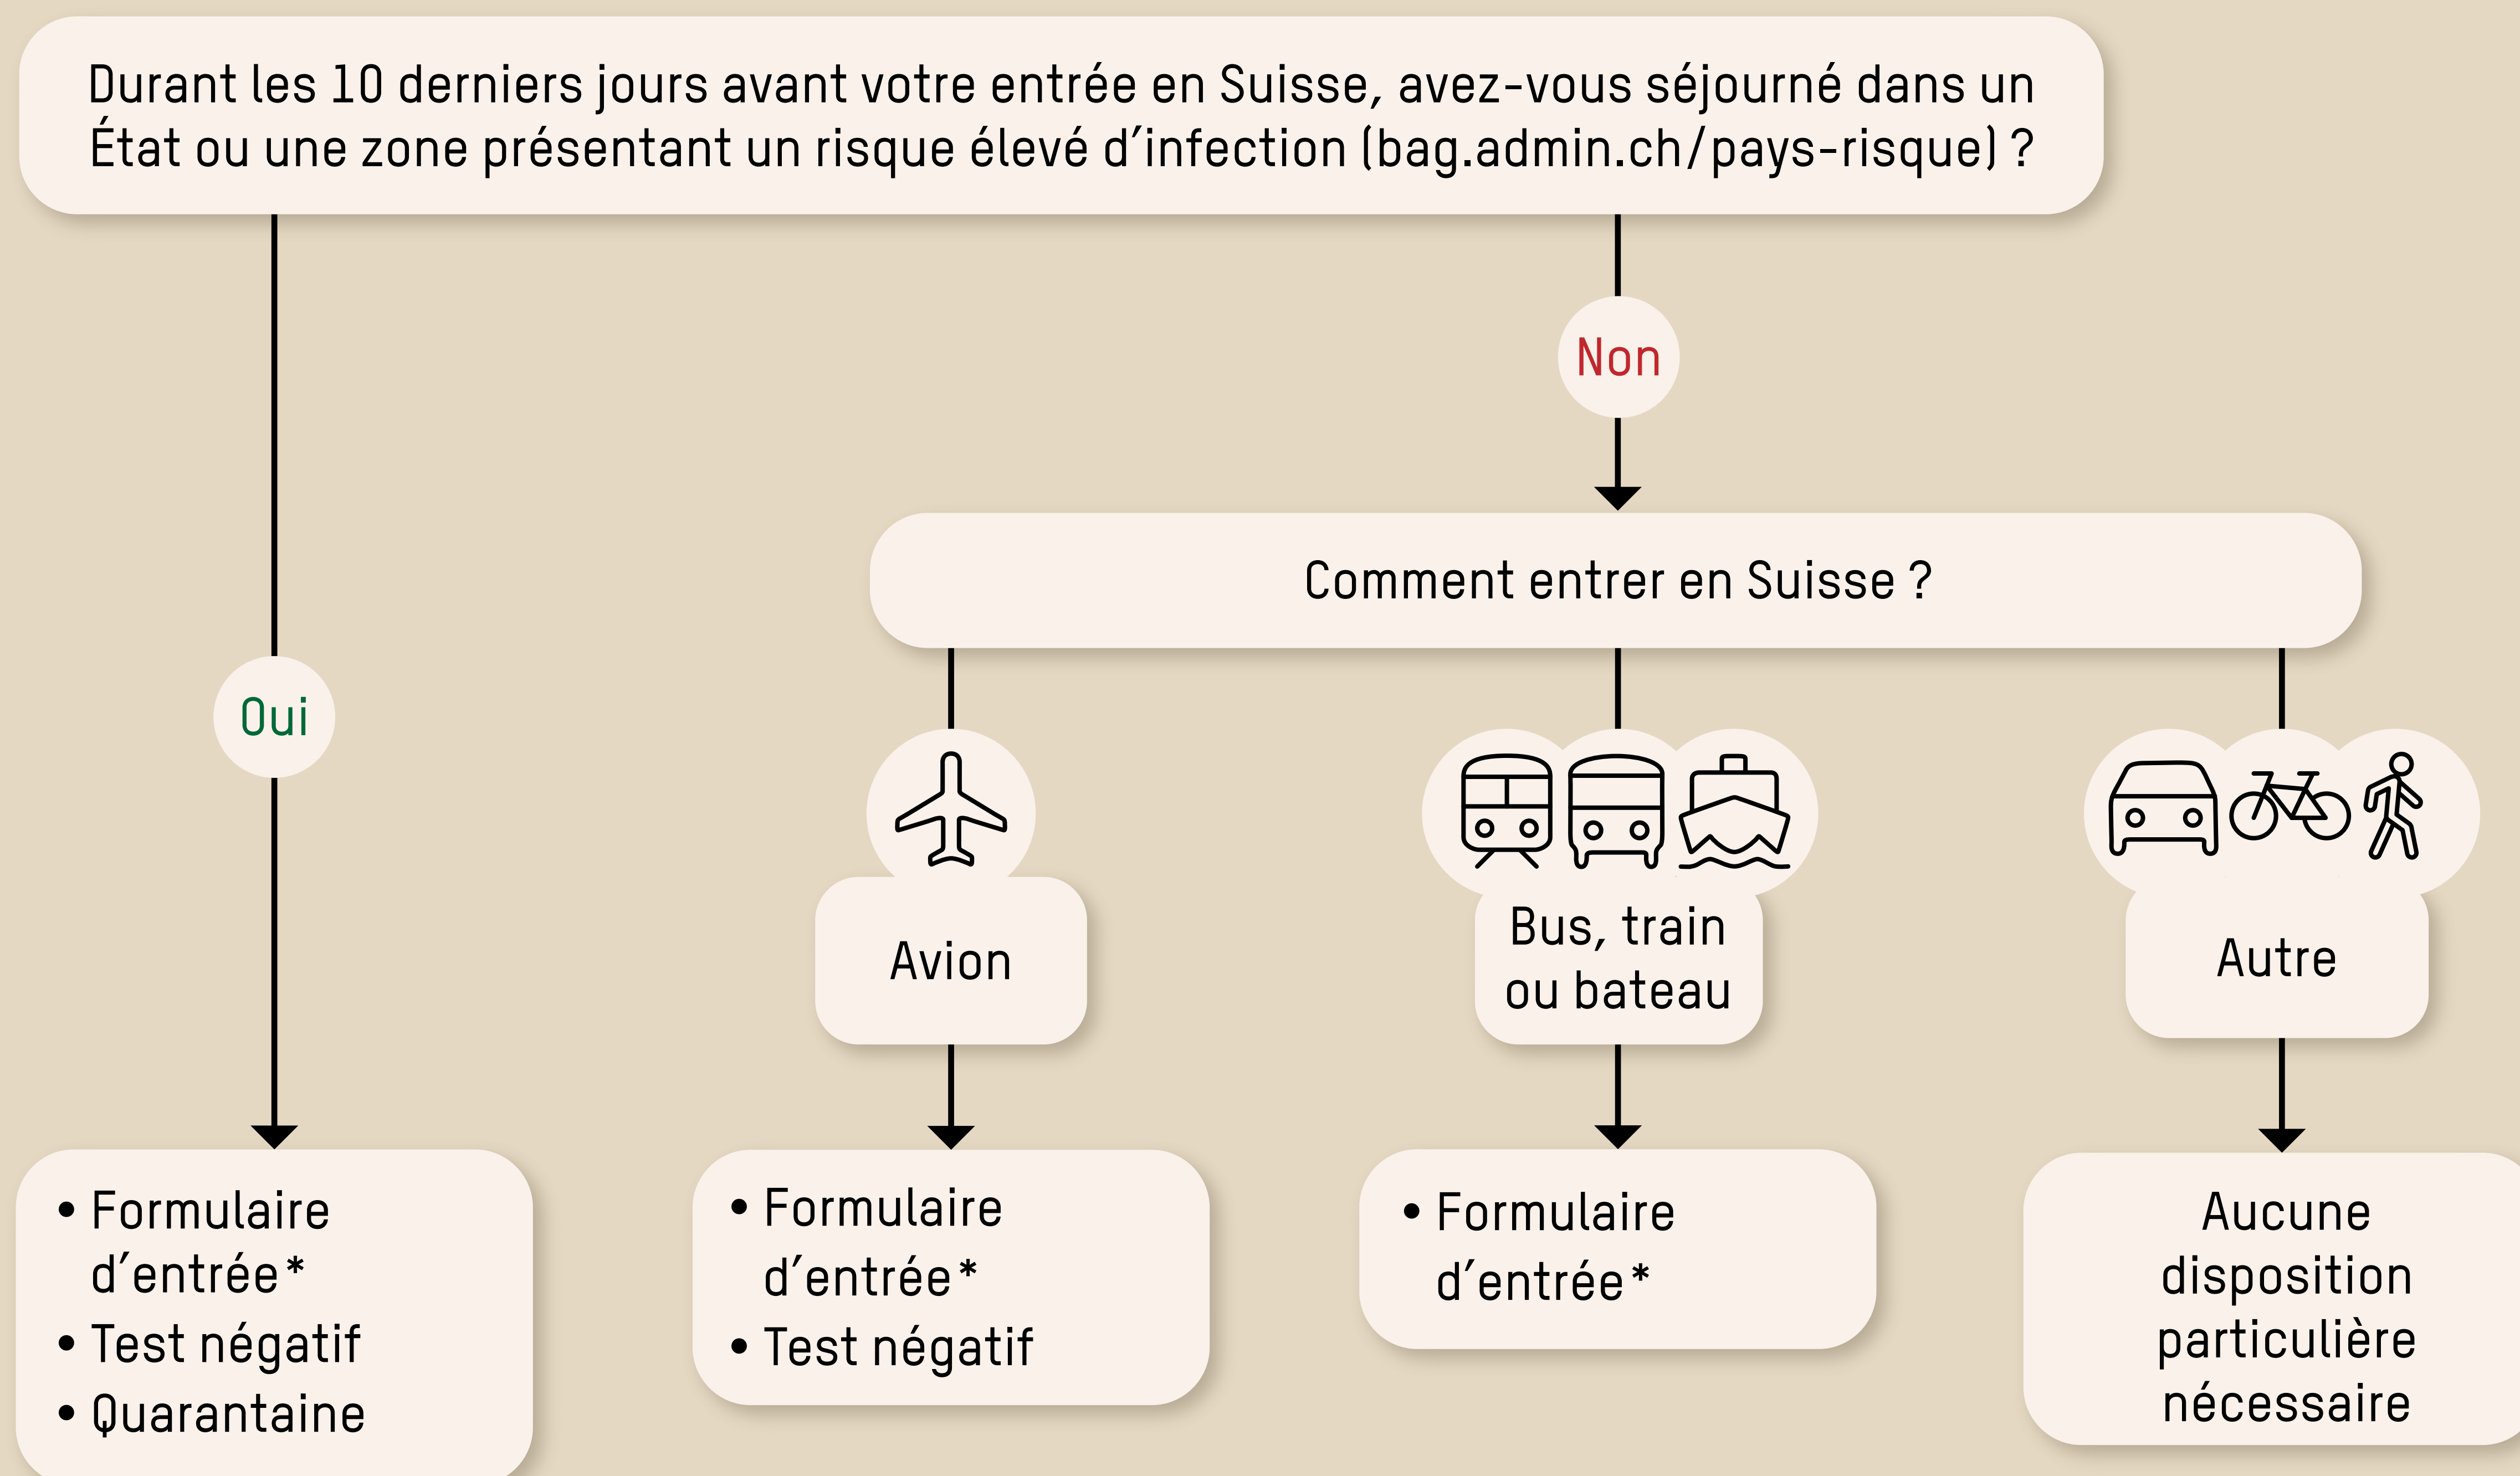 Durant les 10 derniers jours avant votre entrée en Suisse, avez-vous séjourné dans un
État ou une zone présentant un risque élevé d’infection (bag.admin.ch/pays-risque) ?
Non
Comment entrer en Suisse ?
Oui
Avion
Bus, train
ou bateau
Autre
• Formulaire
d’entrée*
• Test négatif
• Quarantaine
• Formulaire
d’entrée*
• Test négatif
• Formulaire
d’entrée*
Aucune
disposition
particulière
nécessaire